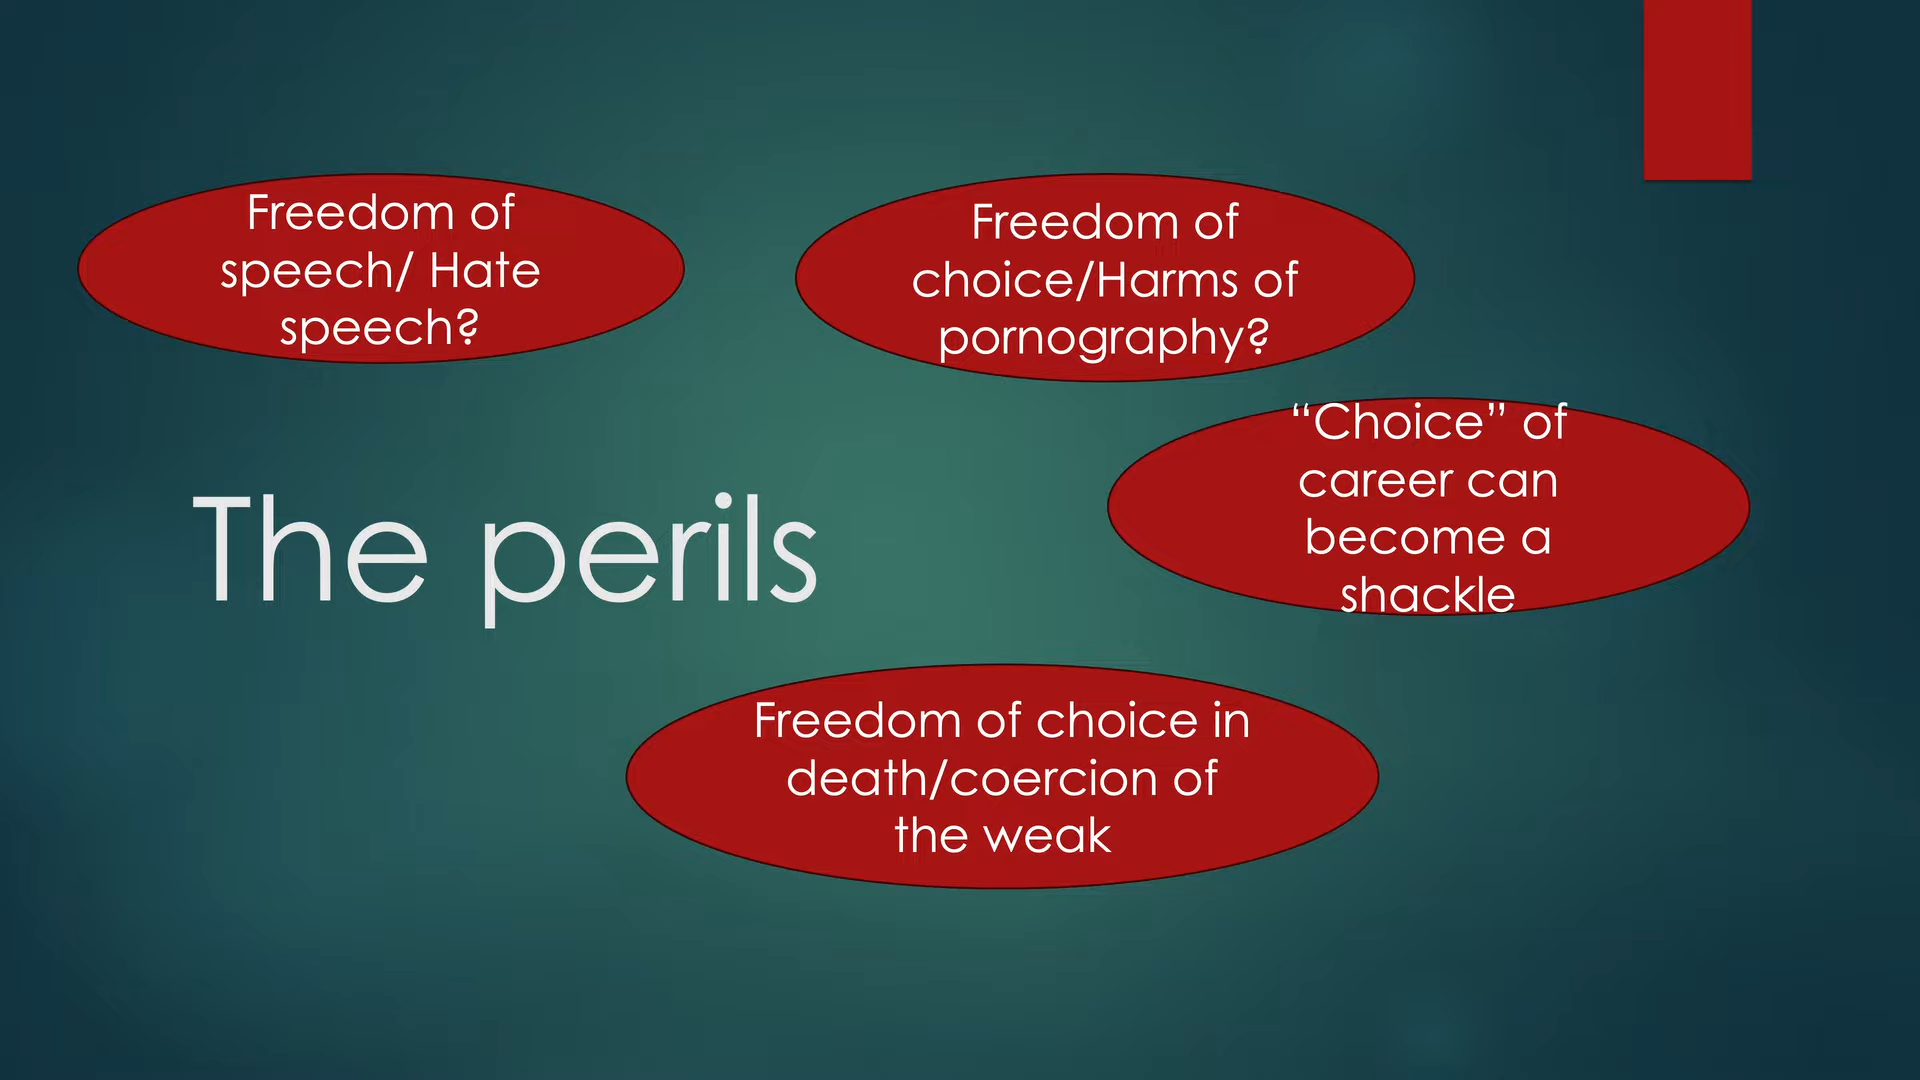 Freedom of
speech/ Hate
speech?
Freedom of
choice/Harms of
pornography?
“Choice” of
career can
become a
shackle
The perils
Freedom of choice in
death/coercion of
the weak